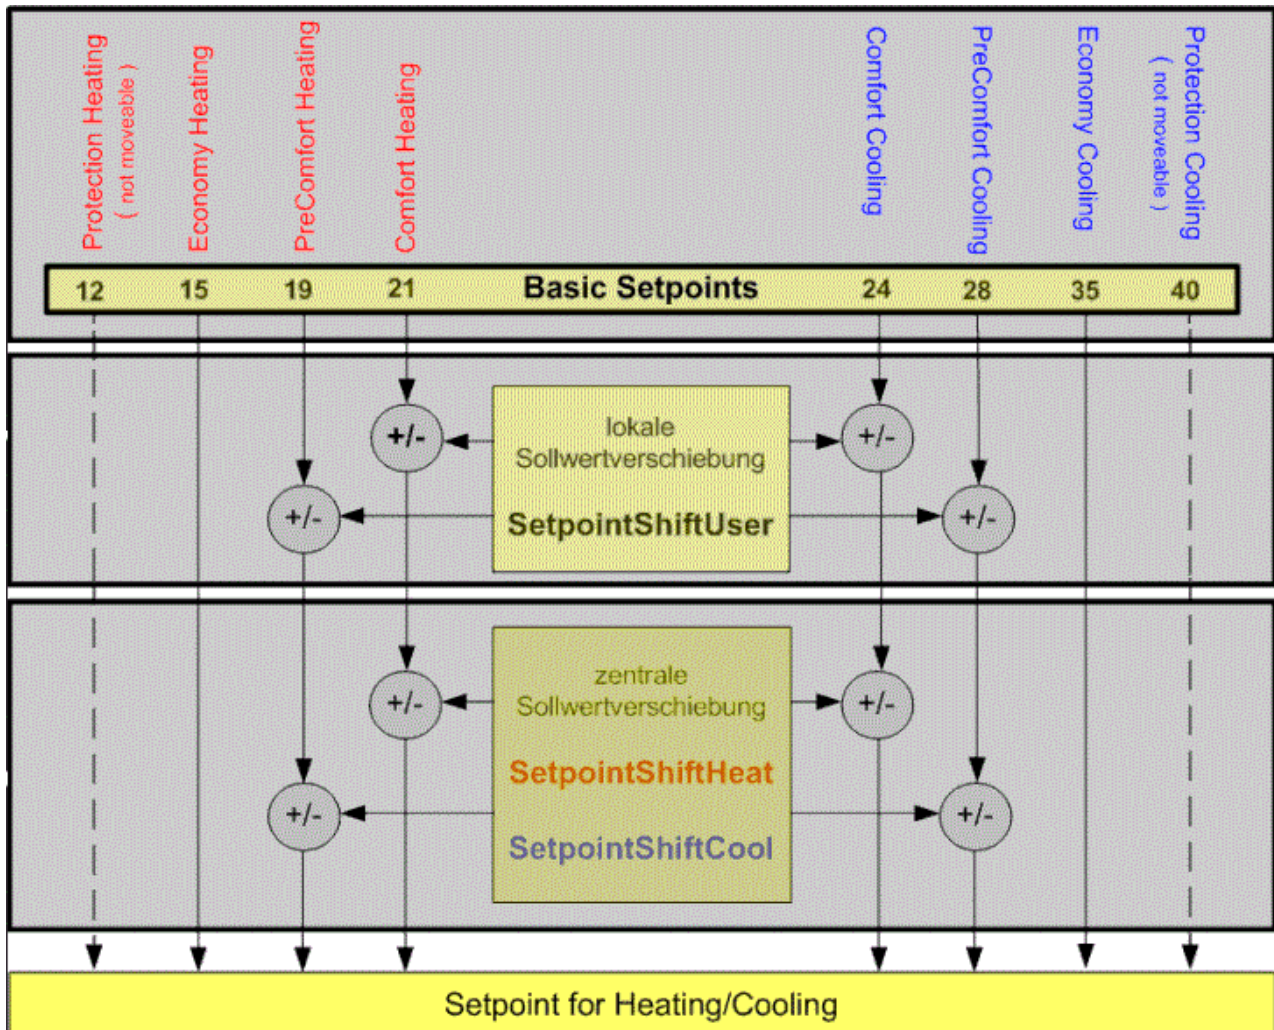 Protection Heating
( not moveable )
Economy Heating
PreComfort Heating
Comfort Heating
Comfort Cooling
PreComfort Cooling
Economy Cooling
Protection Cooling
( not moveable )
12 15 19 21 Basic Setpoints 24 28 35 40
lokale
+/- +/-
Sollwertverschiebung
+/- SetpointShiftUser +/-
zentrale
+/- Sollwertverschiebung +/-
SetpointShiftHeat
+/- +/-
SetpointShiftCool
Setpoint for Heating/Cooling